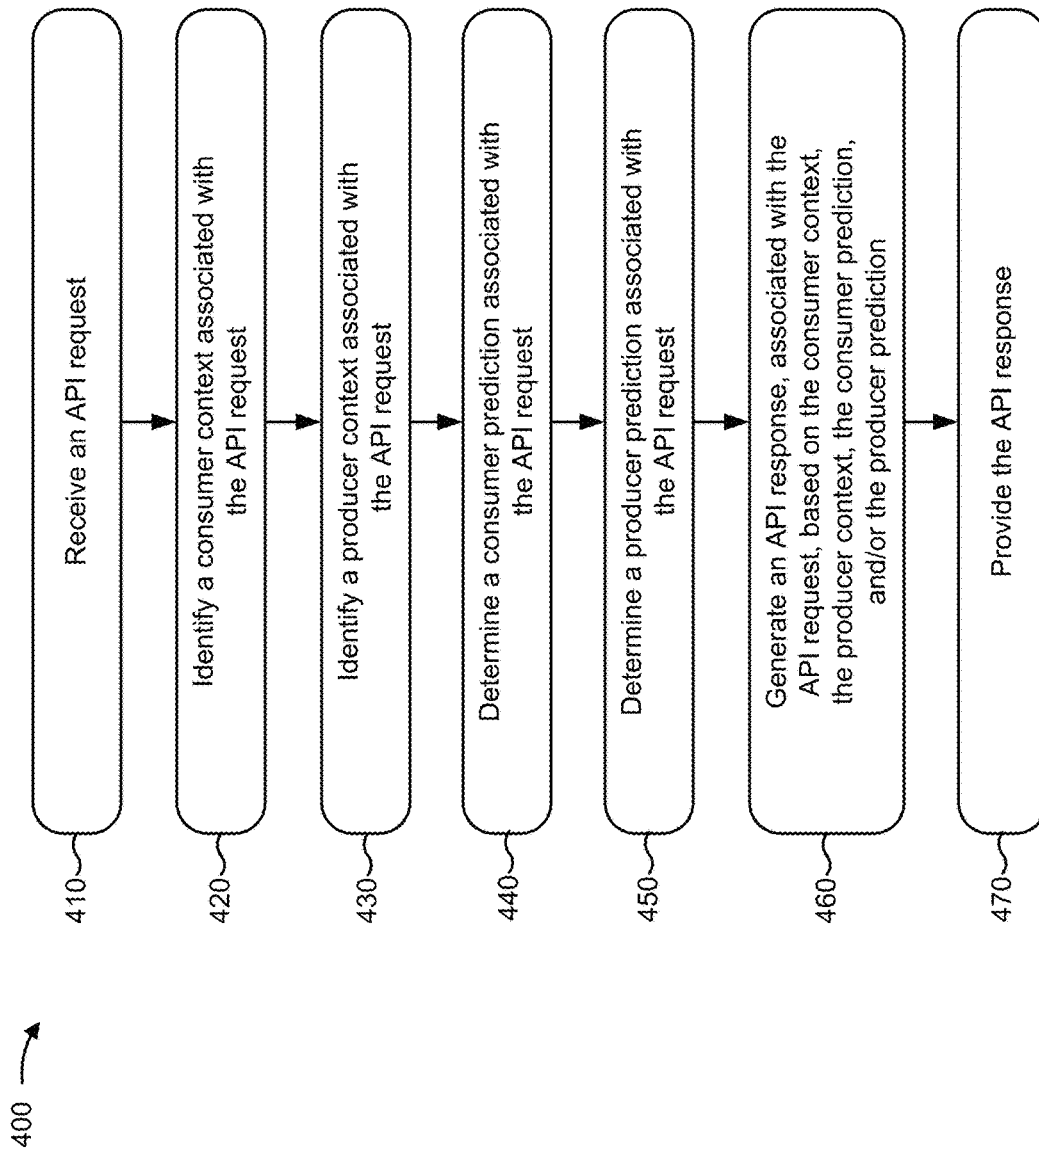 400
410
Receive an API request
420
Identify a consumer context associated with
the API request
430
Identify a producer context associated with
the API request
440
Determine a consumer prediction associated with
the API request
450
Determine a producer prediction associated with
the API request
460
Generate an API response, associated with the
API request, based on the consumer context,
the producer context, the consumer prediction,
and/or the producer prediction
470
Provide the API response